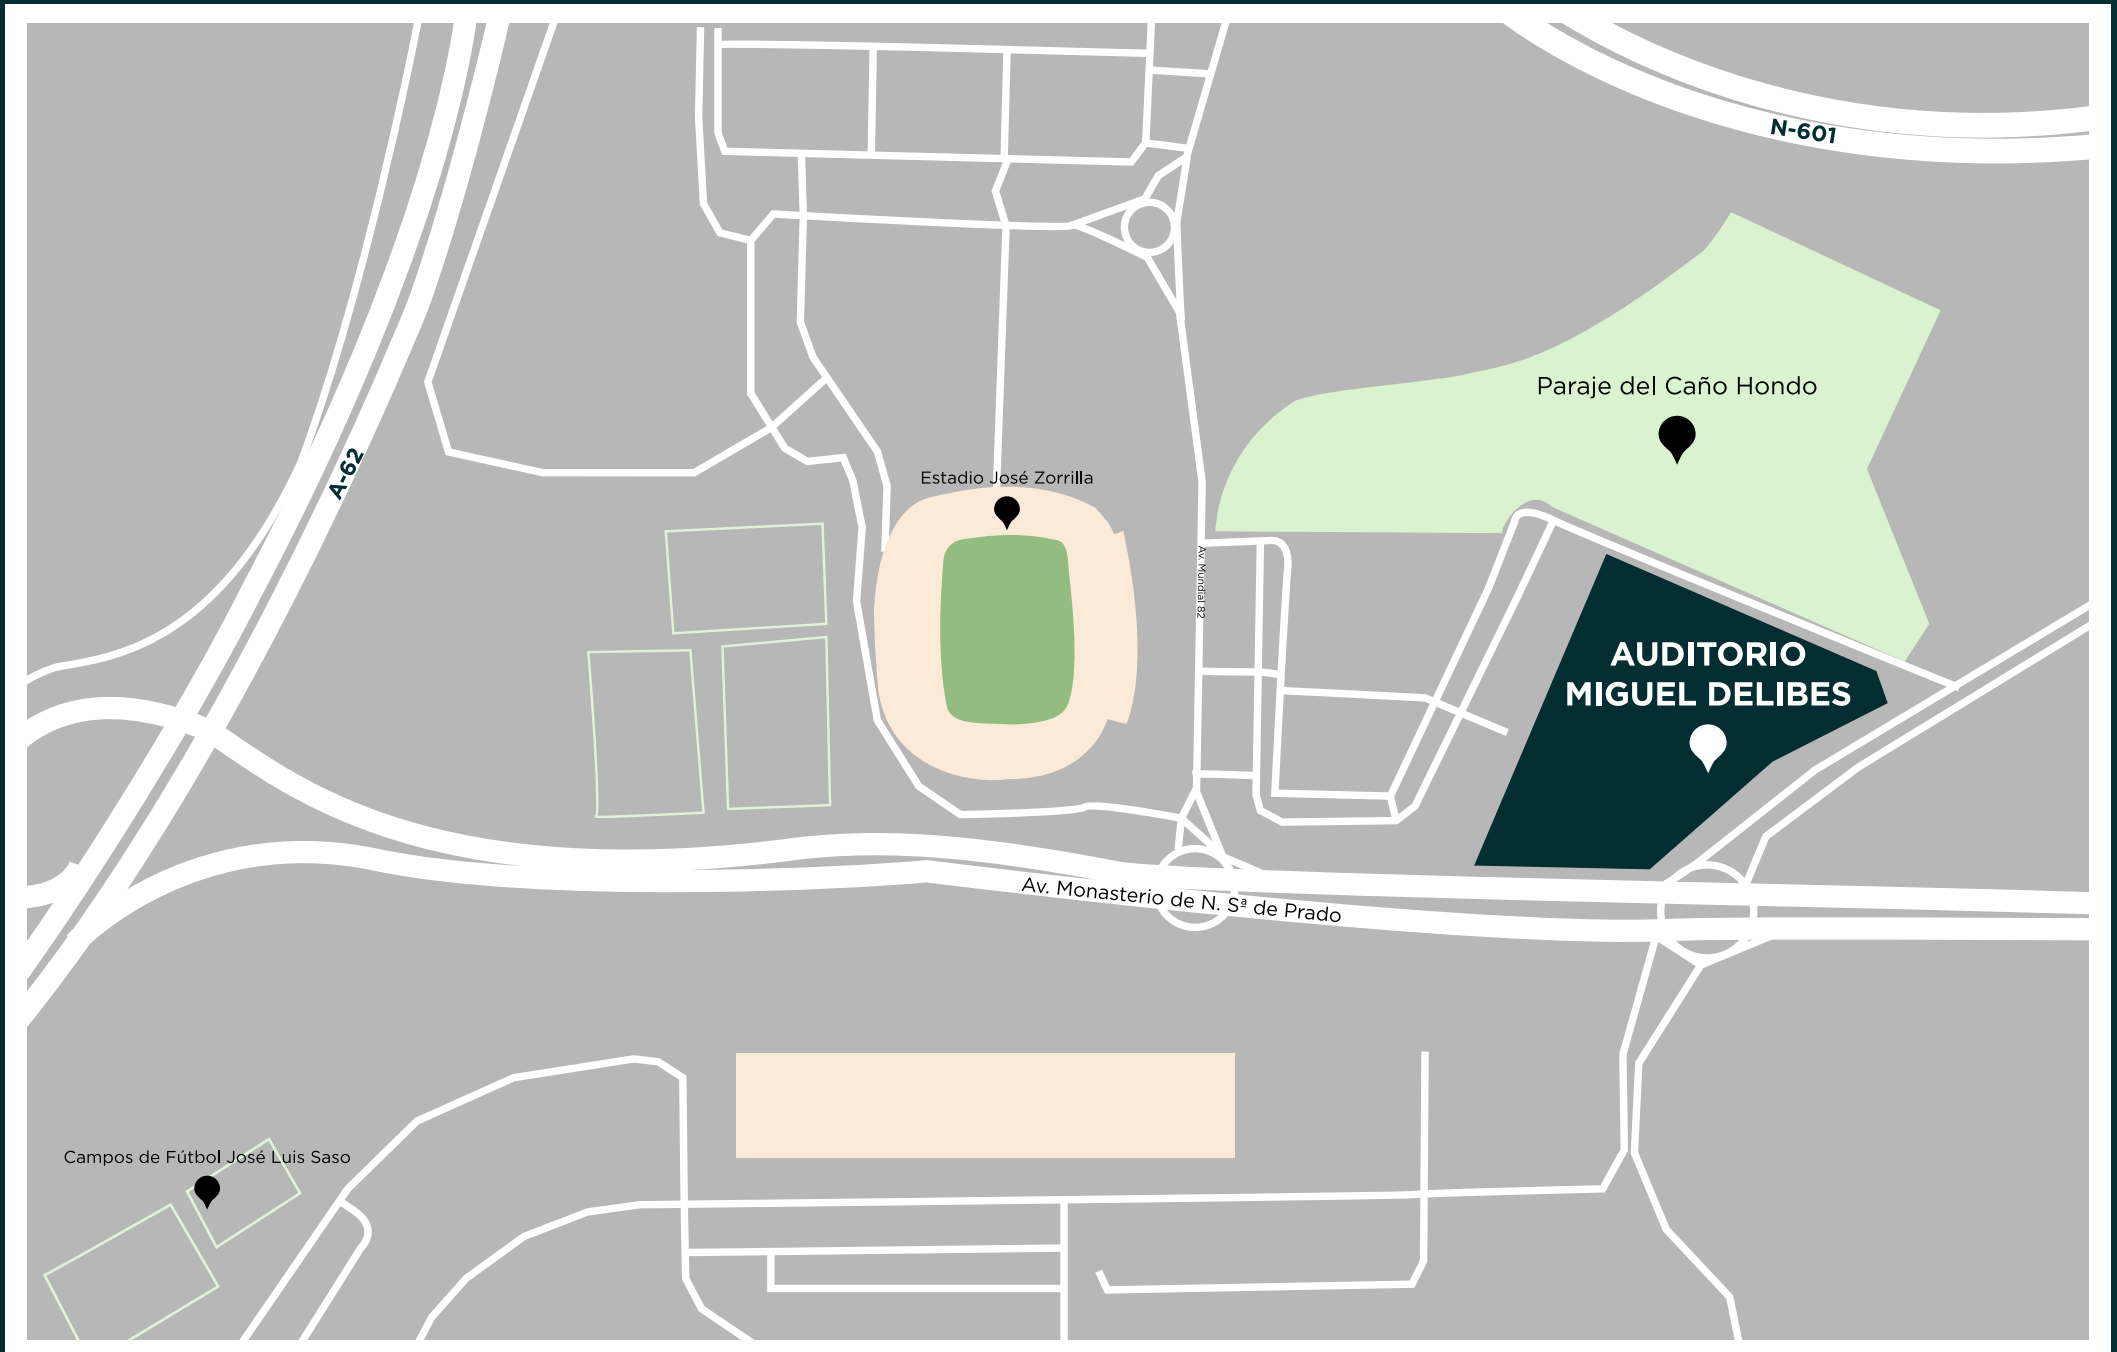 N-601
Paraje del Caño Hondo
A-62
Estadio José Zorrilla
Av. Mundial 82
AUDITORIO
MIGUEL DELIBES
Av. Monasterio de N. Sª de Prado
Campos de Fútbol José Luis Saso